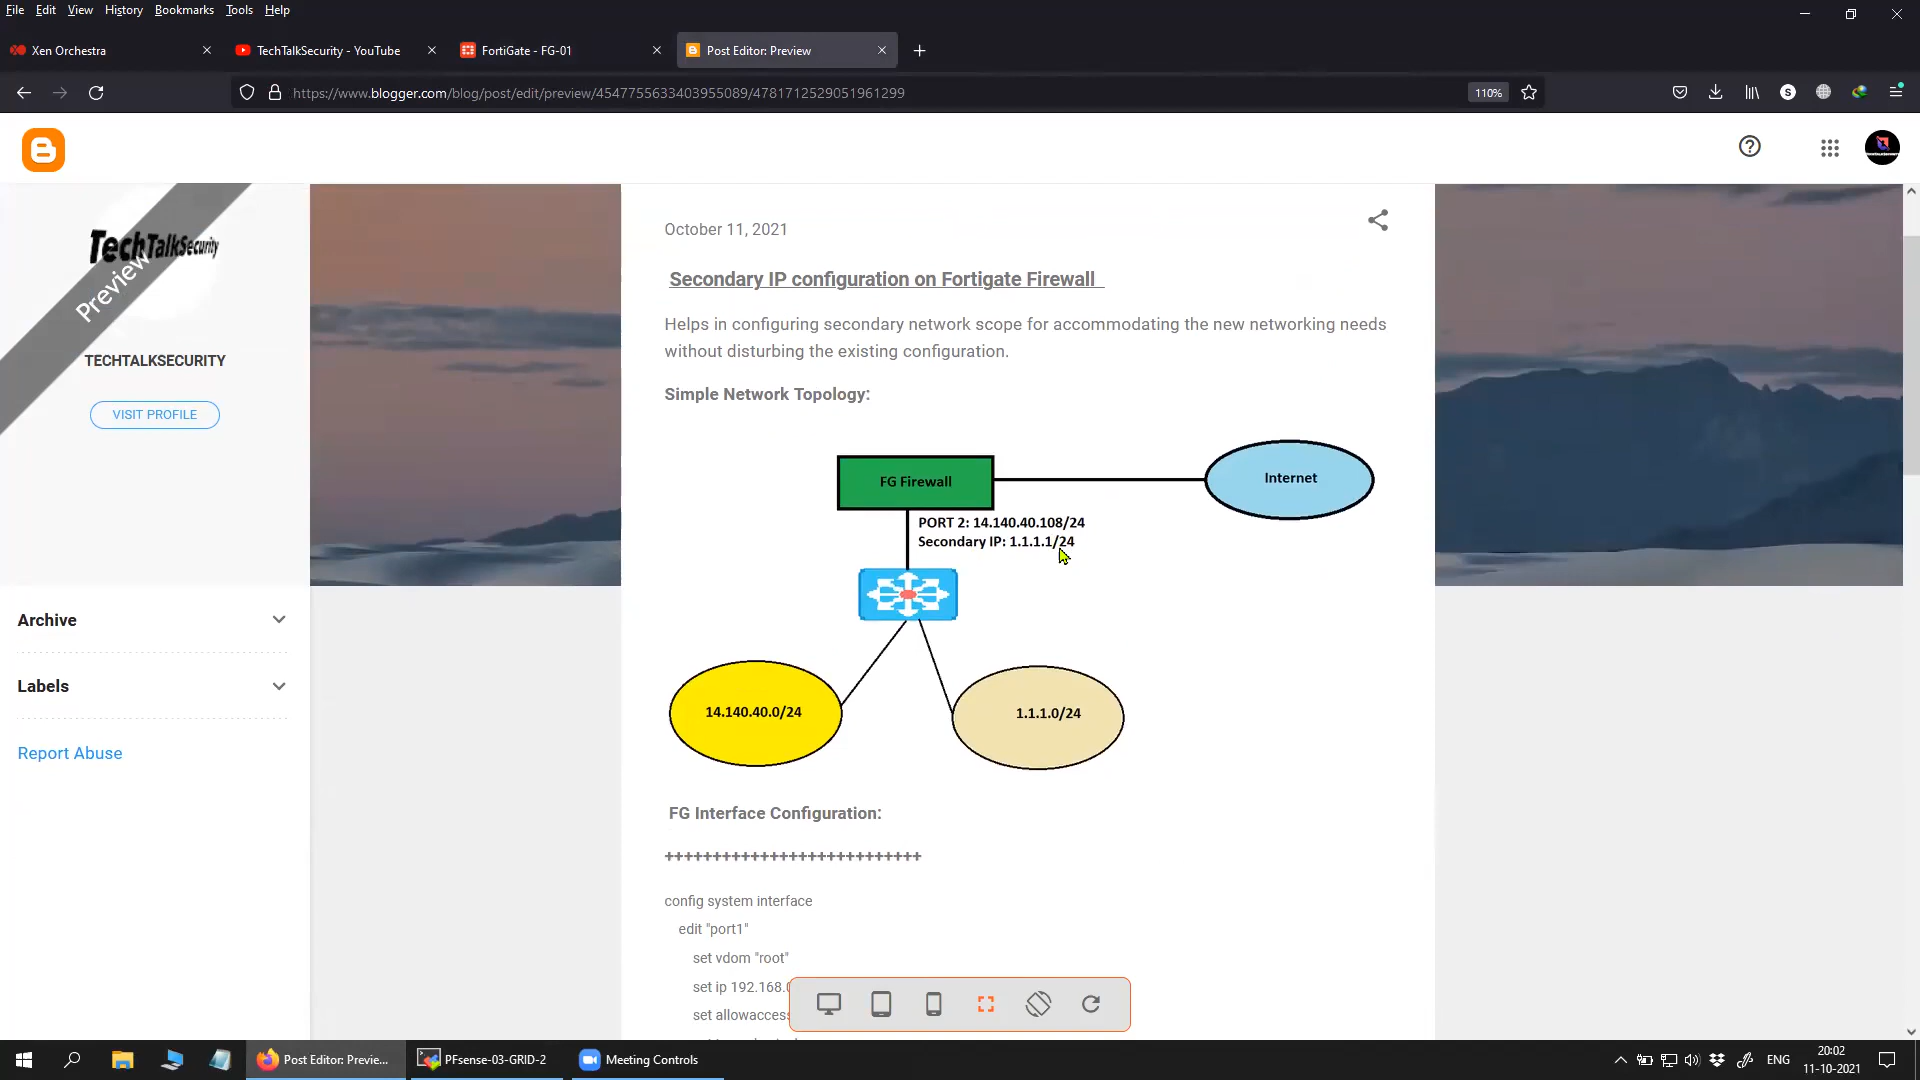 File Edit View History Bookmarks Tools Help
Xen Orchestra
TechTalkSecurity - YouTube
FortiGate - FG-01
Post Editor: Preview
https://www.blogger.com/blog/post/edit/preview/4547755633403955089/4781712529051961299
110%
S
TechTalkSecurity
Preview
TECHTALKSECURITY
VISIT PROFILE
Archive
Labels
Report Abuse
October 11, 2021
Secondary IP configuration on Fortigate Firewall
Helps in configuring secondary network scope for accommodating the new networking needs
without disturbing the existing configuration.
Simple Network Topology:
FG Firewall
Internet
PORT 2: 14.140.40.108/24
Secondary IP: 1.1.1.1/24
14.140.40.0/24
1.1.1.0/24
FG Interface Configuration:
+++++++++++++++++++++++++++
config system interface
edit "port1"
set vdom "root"
set ip 192.168.
set allowaccess
Post Editor: Previe...
PFsense-03-GRID-2
Meeting Controls
ENG
20:02
11-10-2021